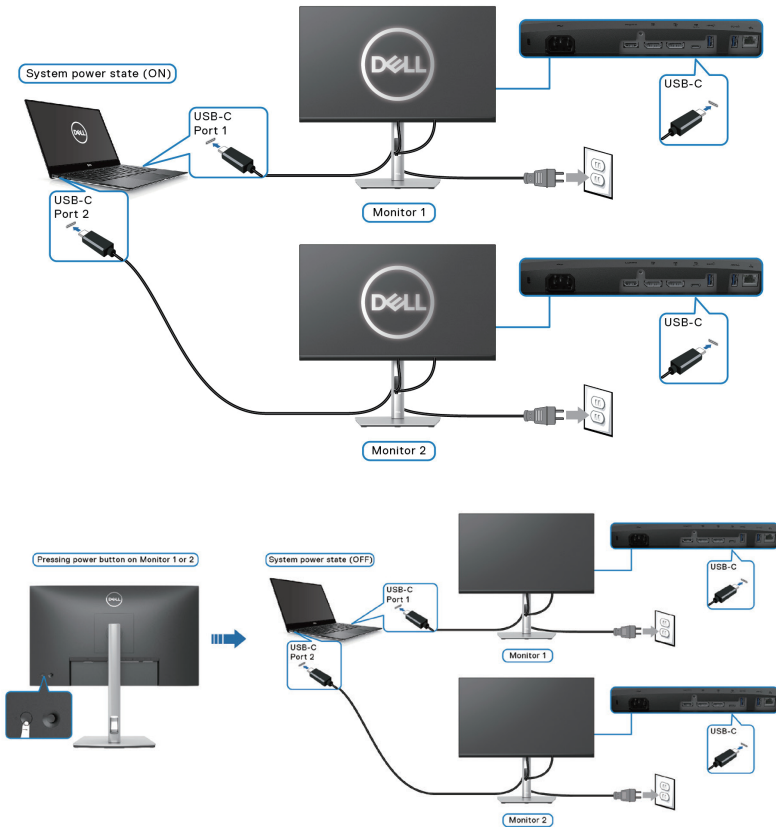 System power state (ON)
DELL
USB-C
Port 1
DELL
USB-C
Monitor 1
USB-C
Port 2
DELL
USB-C
Monitor 2
Pressing power button on Monitor 1 or 2
DELL
System power state (OFF)
USB-C
Port 1
USB-C
Monitor 1
USB-C
Port 2
USB-C
Monitor 2